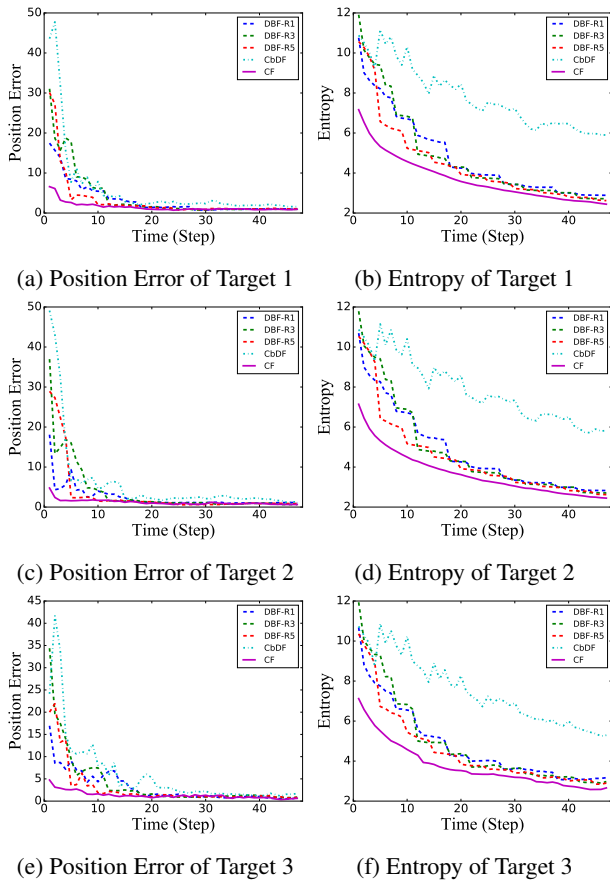 50
40
30
20
10
0
Position Error
0 10 20 30 40
Time (Step)
DBF-R1
DBF-R3
DBF-R5
CbDF
CF
(a) Position Error of Target 1
12
10
8
6
4
2
Entropy
0 10 20 30 40
Time (Step)
DBF-R1
DBF-R3
DBF-R5
CbDF
CF
(b) Entropy of Target 1
50
40
30
20
10
0
Position Error
0 10 20 30 40
Time (Step)
DBF-R1
DBF-R3
DBF-R5
CbDF
CF
(c) Position Error of Target 2
12
10
8
6
4
2
Entropy
0 10 20 30 40
Time (Step)
DBF-R1
DBF-R3
DBF-R5
CbDF
CF
(d) Entropy of Target 2
45
40
35
30
25
20
15
10
5
0
Position Error
0 10 20 30 40
Time (Step)
DBF-R1
DBF-R3
DBF-R5
CbDF
CF
(e) Position Error of Target 3
12
10
8
6
4
2
Entropy
0 10 20 30 40
Time (Step)
DBF-R1
DBF-R3
DBF-R5
CbDF
CF
(f) Entropy of Target 3